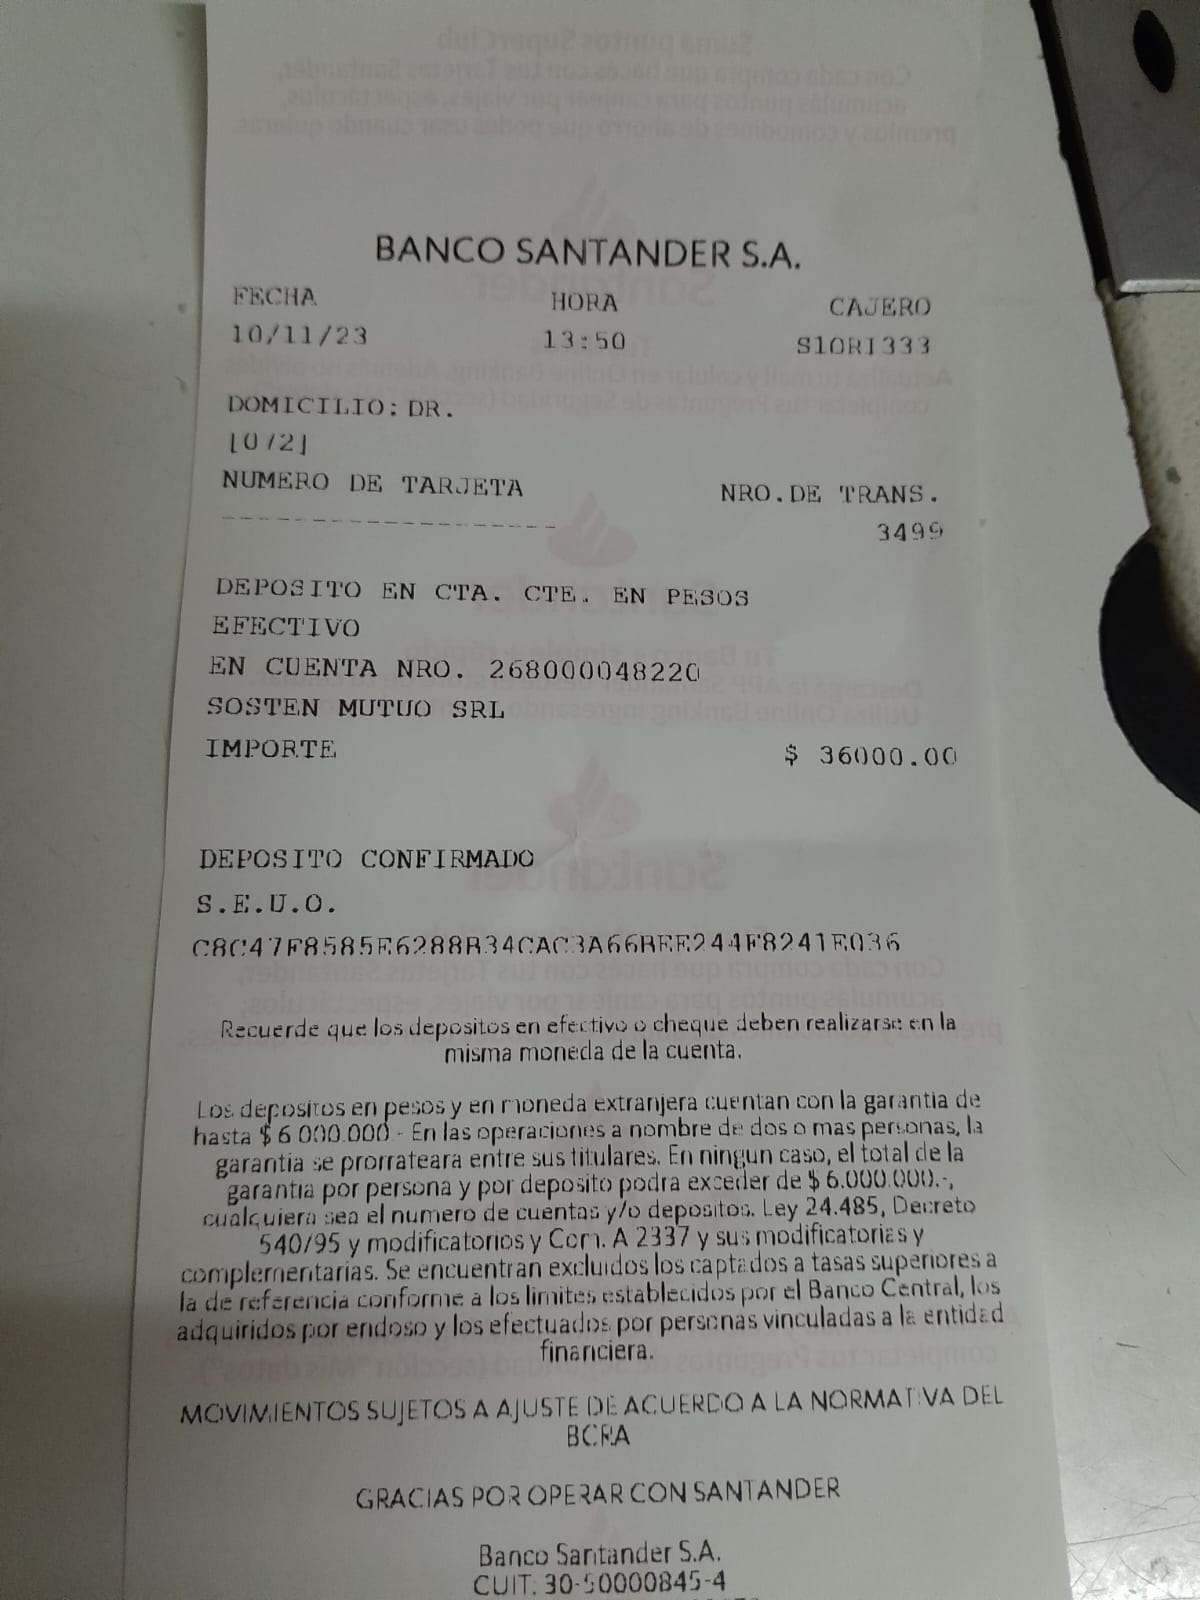 BANCO SANTANDER S.A.
FECHA HORA CAJERO
10/11/23 13:50 S1ORI333
DOMICILIO: DR.
[0/2]
NUMERO DE TARJETA NRO.DE TRANS.
------------------- 3499
DEPOSITO EN CTA. CTE. EN PESOS
EFECTIVO
EN CUENTA NRO. 268000048220
SOSTEN MUTUO SRL
IMPORTE $ 36000.00
DEPOSITO CONFIRMADO
S.E.U.O.
Recuerde que los depositos en efectivo o cheque deben realizarse en la
misma moneda de la cuenta.
Los depositos en pesos y en moneda extranjera cuentan con la garantia de
hasta $ 6.000.000.- En las operaciones a nombre de dos o mas personas, la
garantia se prorrateara entre sus titulares. En ningun caso, el total de la
garantia por persona y por deposito podra exceder de $ 6.000.000.-,
cualquiera sea el numero de cuentas y/o depositos. Ley 24.485, Decreto
540/95 y modificatorios y Com. A 2337 y sus modificatorias y
complementarias. Se encuentran excluidos los captados a tasas superiores a
la de referencia conforme a los limites establecidos por el Banco Central, los
adquiridos por endoso y los efectuados por personas vinculadas a la entidad
financiera.
MOVIMIENTOS SUJETOS A AJUSTE DE ACUERDO A LA NORMATIVA DEL
BCRA
GRACIAS POR OPERAR CON SANTANDER
Banco Santander S.A.
CUIT: 30-50000845-4